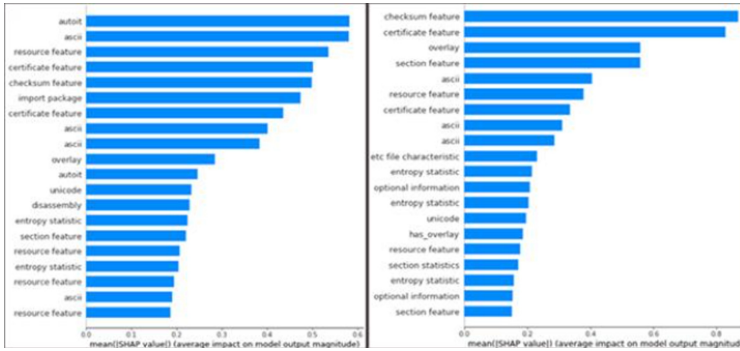 autoit
ascii
resource feature
certificate feature
checksum feature
import package
certificate feature
ascii
ascii
overlay
autoit
unicode
disassembly
entropy statistic
section feature
resource feature
entropy statistic
resource feature
ascii
resource feature
0.0 0.1 0.2 0.3 0.4 0.5 0.6
mean(|SHAP value|) (average impact on model output magnitude)
checksum feature
certificate feature
overlay
section feature
ascii
resource feature
certificate feature
ascii
ascii
etc file characteristic
entropy statistic
optional information
entropy statistic
unicode
has_overlay
resource feature
section statistics
entropy statistic
optional information
section feature
0.0 0.2 0.4 0.6 0.8
mean(|SHAP value|) (average impact on model output magnitude)